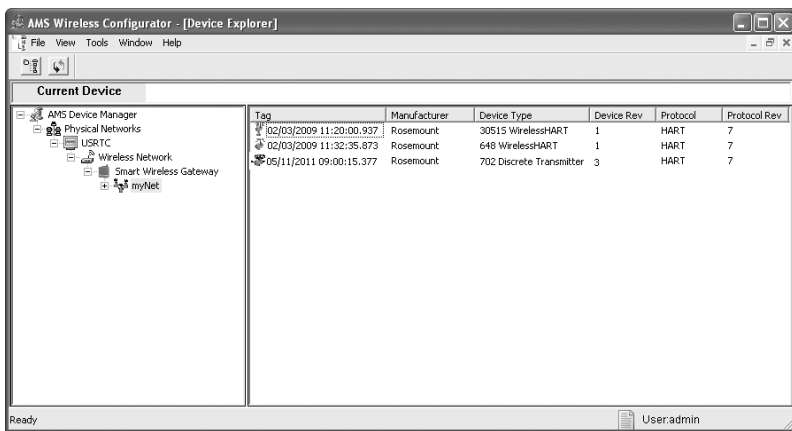 AMS Wireless Configurator - [Device Explorer]
File View Tools Window Help
Current Device
AMS Device Manager
Physical Networks
USRTC
Wireless Network
Smart Wireless Gateway
myNet
Tag Manufacturer Device Type Device Rev Protocol Protocol Rev
02/03/2009 11:20:00.937 Rosemount 3051S WirelessHART 1 HART 7
02/03/2009 11:32:35.873 Rosemount 648 WirelessHART 1 HART 7
05/11/2011 09:00:15.377 Rosemount 702 Discrete Transmitter 3 HART 7
Ready User:admin